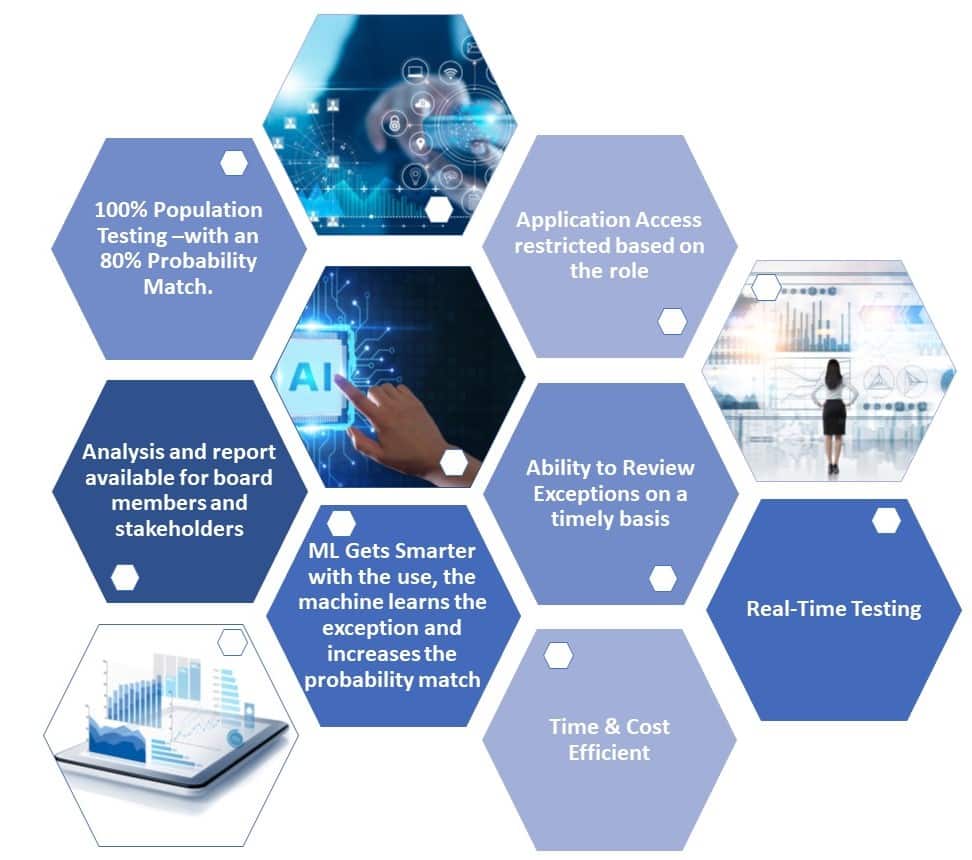 100% Population
Testing –with an
80% Probability
Match.
Application Access
restricted based on
the role
AI
Analysis and report
available for board
members and
stakeholders
Ability to Review
Exceptions on a
timely basis
ML Gets Smarter
with the use, the
machine learns the
exception and
increases the
probability match
Real-Time Testing
Time & Cost
Efficient